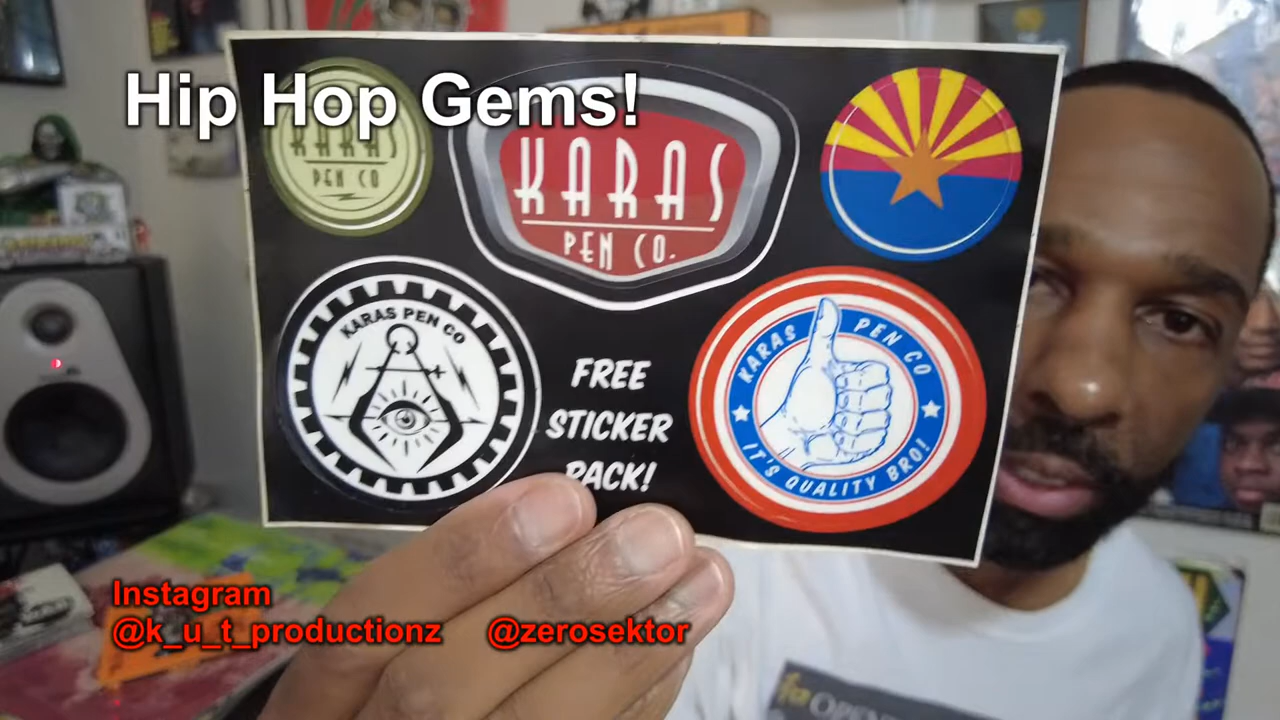 Hip Hop Gems!
KARAS
PEN CO
KARAS
PEN CO.
KARAS PEN CO
FREE
STICKER
PACK!
KARAS PEN CO
IT'S QUALITY BRO!
Instagram
@k_u_t_productionz @zerosektor